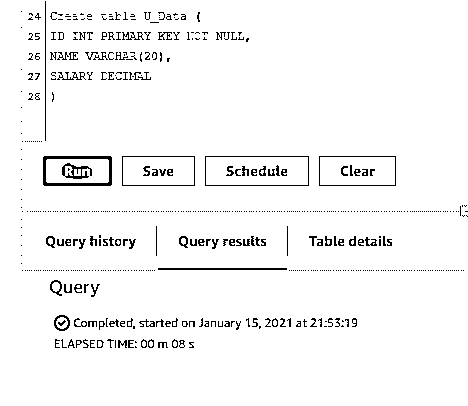 24 Create table U_Data (
25 ID INT PRIMARY KEY NOT NULL,
26 NAME VARCHAR(20),
27 SALARY DECIMAL
28 )
Run Save Schedule Clear
Query history Query results Table details
Query
Completed, started on January 15, 2021 at 21:53:19
ELAPSED TIME: 00 m 08 s